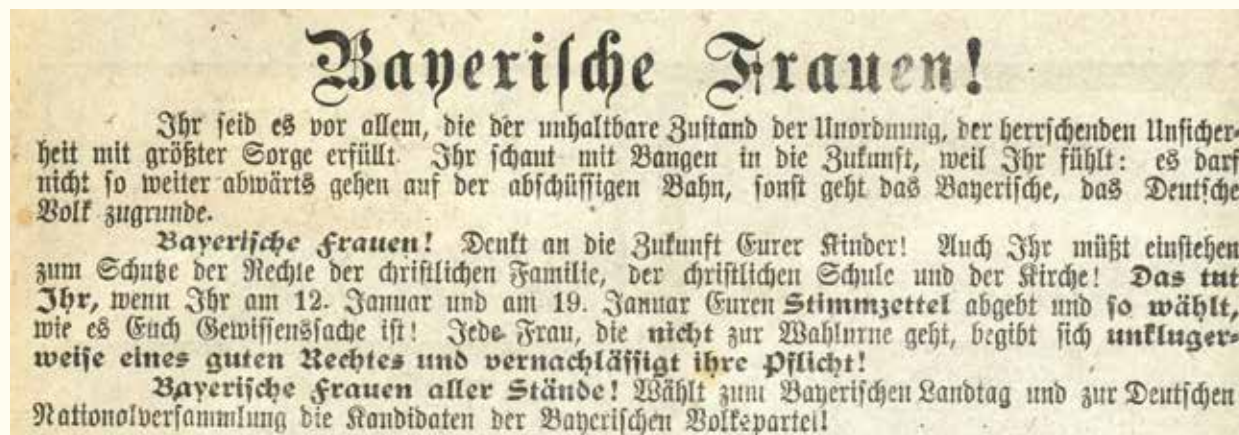 Bayerische Frauen!
Ihr seid es vor allem, die der unhaltbare Zustand der Unordnung, der herrschenden Unsicher-
heit mit größter Sorge erfüllt. Ihr schaut mit Bangen in die Zukunft, weil Ihr fühlt: es darf
nicht so weiter abwärts gehen auf der abschüssigen Bahn, sonst geht das Bayerische, das Deutsche
Volk zugrunde.
Bayerische Frauen! Denkt an die Zukunft Eurer Kinder! Auch Ihr müßt einstehen
zum Schutze der Rechte der christlichen Familie, der christlichen Schule und der Kirche! Das tut
Ihr, wenn Ihr am 12. Januar und am 19. Januar Euren Stimmzettel abgebt und so wählt,
wie es Euch Gewissenssache ist! Jede Frau, die nicht zur Wahlurne geht, begibt sich unkluger-
weise eines guten Rechtes und vernachlässigt ihre Pflicht!
Bayerische Frauen aller Stände! Wählt zum Bayerischen Landtag und zur Deutschen
Nationalversammlung die Kandidaten der Bayerischen Volkspartei!